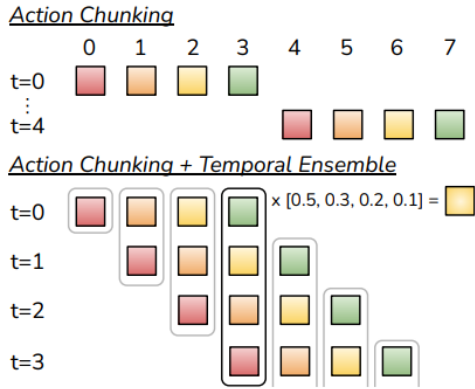 Action Chunking
0 1 2 3 4 5 6 7
t=0
t=4
Action Chunking + Temporal Ensemble
t=0
x [0.5, 0.3, 0.2, 0.1] =
t=1
t=2
t=3